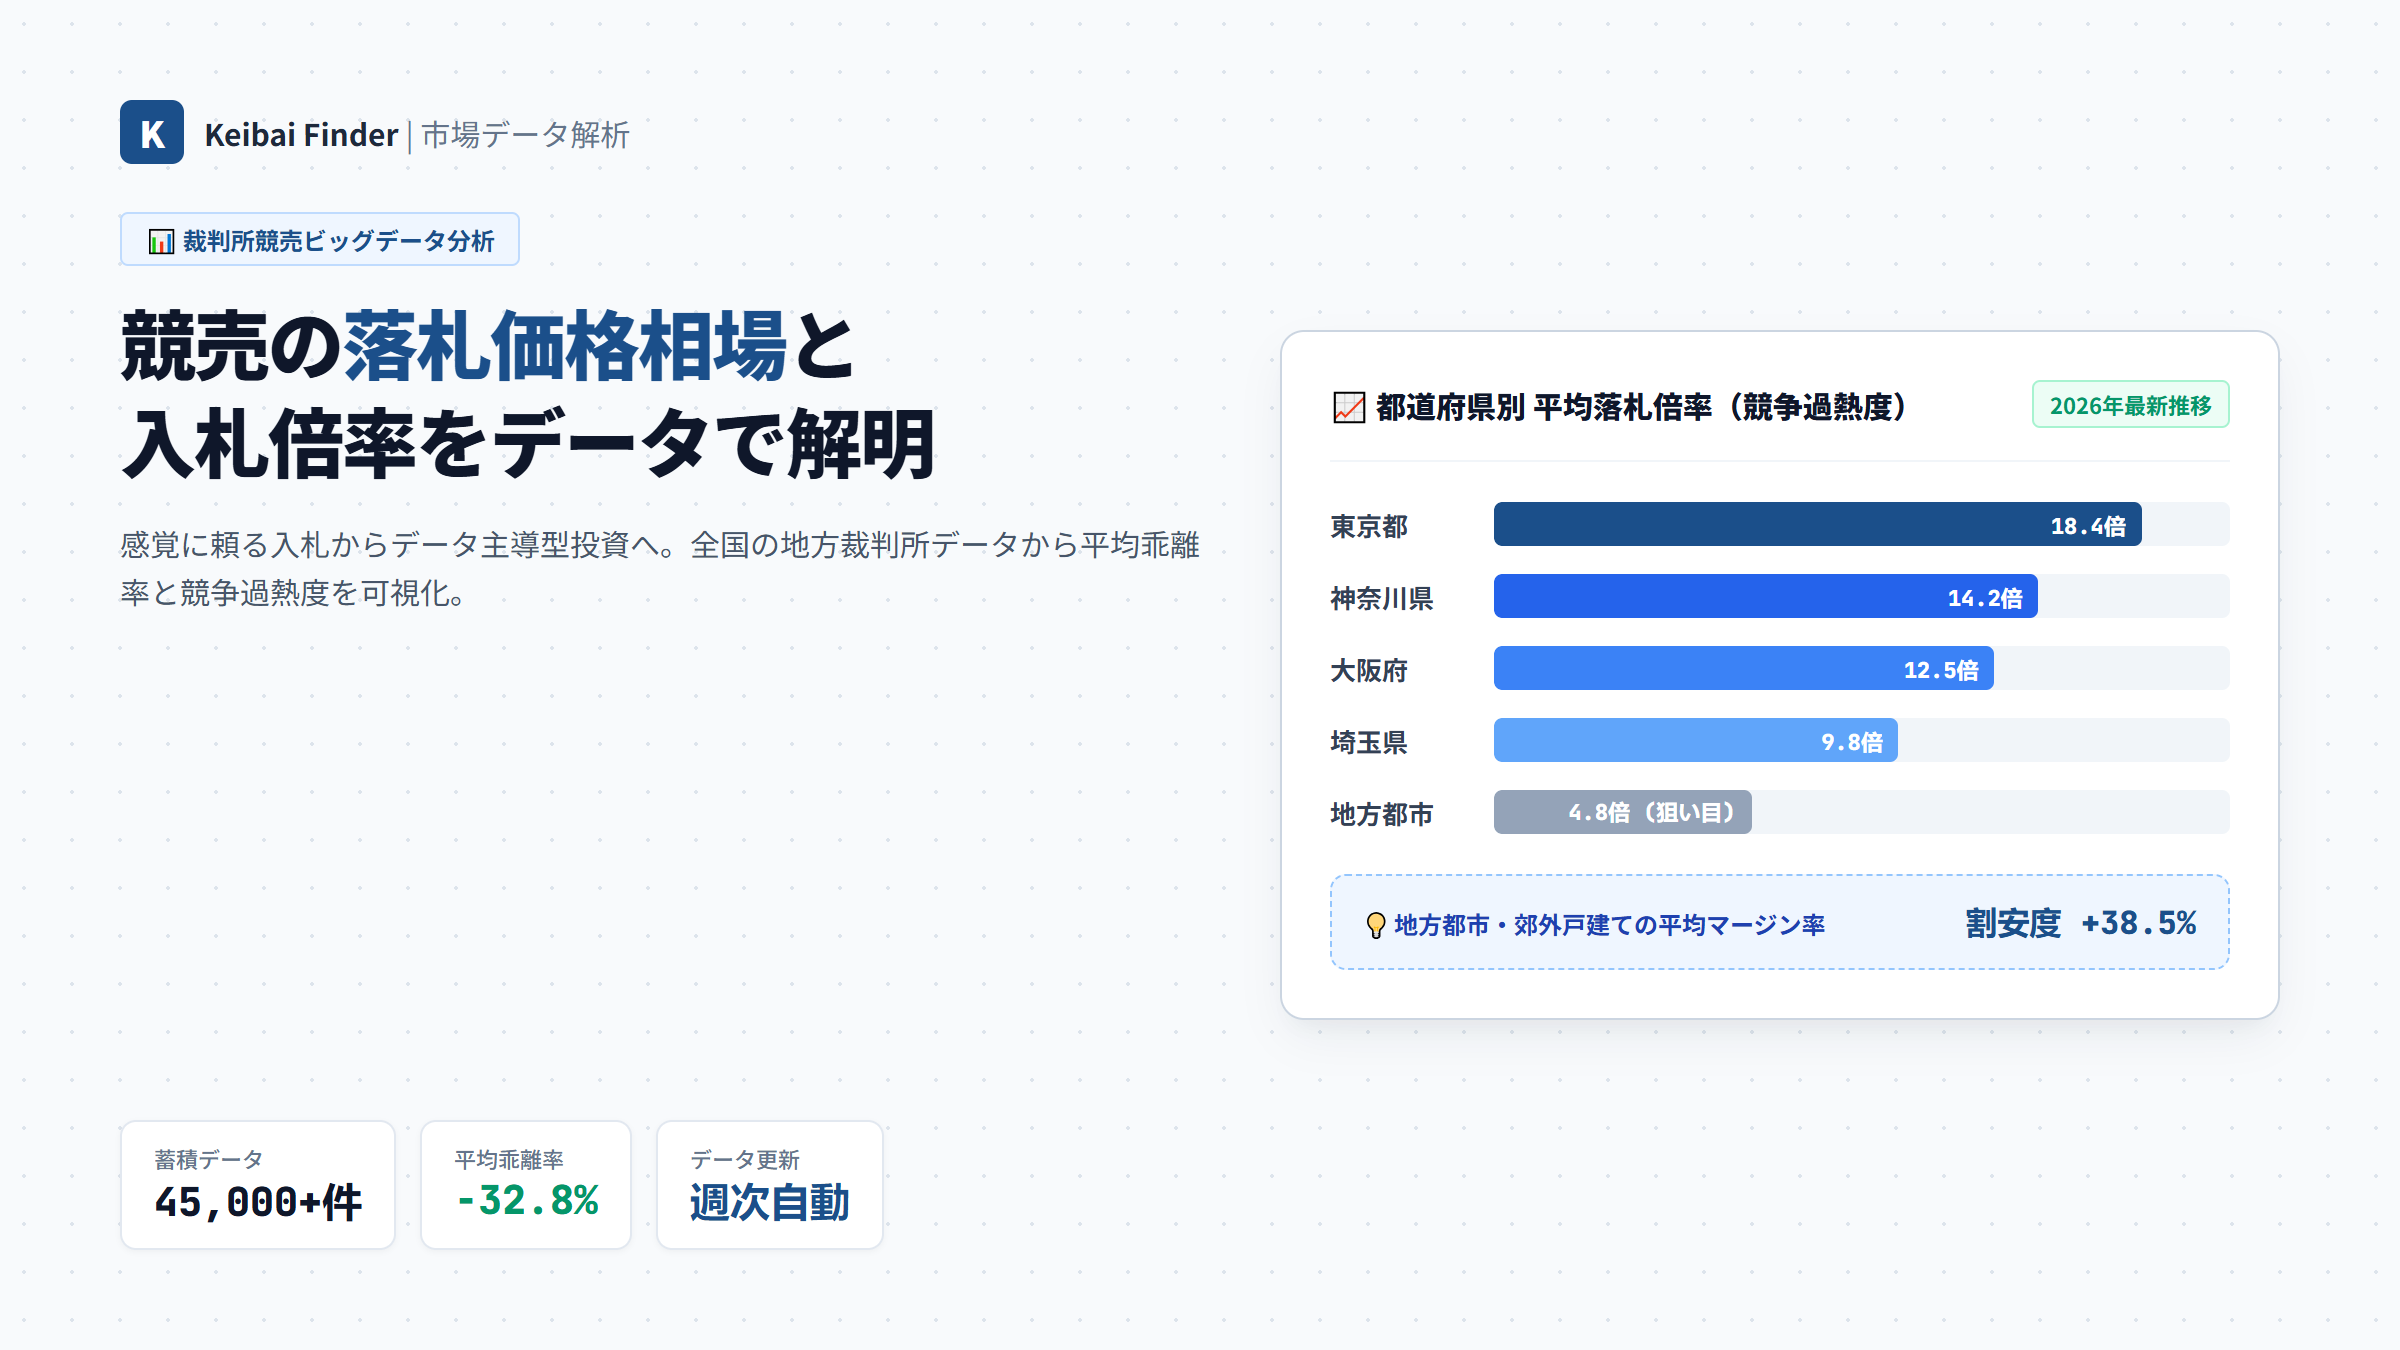 K
Keibai Finder | 市場データ解析
📊 裁判所競売ビッグデータ分析
競売の落札価格相場と
入札倍率をデータで解明
感覚に頼る入札からデータ主導型投資へ。全国の地方裁判所データから平均乖離
率と競争過熱度を可視化。
蓄積データ
45,000+件
平均乖離率
-32.8%
データ更新
週次自動
📈 都道府県別 平均落札倍率（競争過熱度）
2026年最新推移
東京都 18.4倍
神奈川県 14.2倍
大阪府 12.5倍
埼玉県 9.8倍
地方都市 4.8倍（狙い目）
💡 地方都市・郊外戸建ての平均マージン率
割安度 +38.5%